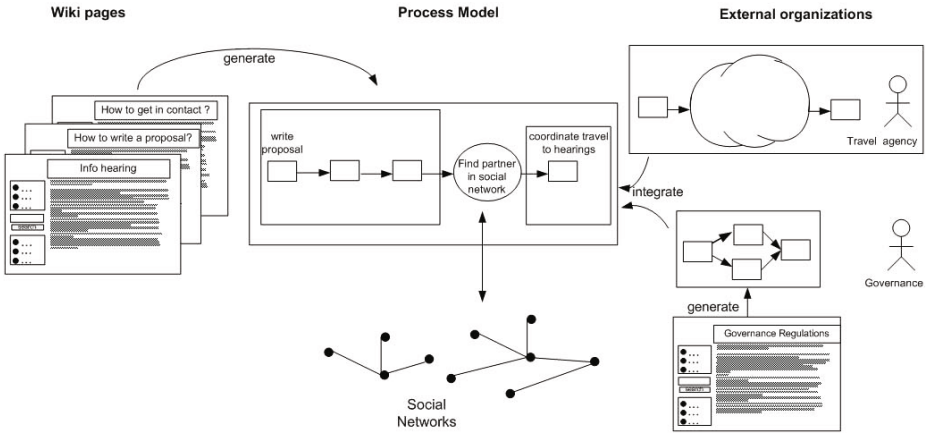 Wiki pages
Process Model
External organizations
generate
How to get in contact ?
How to write a proposal?
Info hearing
...
...
...
search
...
...
...
write
proposal
Find partner
in social
network
coordinate travel
to hearings
Travel agency
integrate
Governance
generate
Governance Regulations
...
...
search
...
...
...
Social
Networks